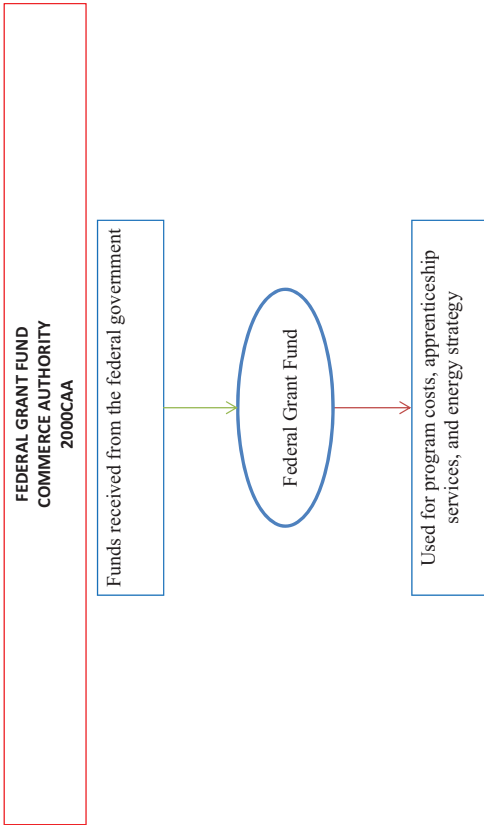 FEDERAL GRANT FUND
COMMERCE AUTHORITY
2000CAA
Funds received from the federal government
Federal Grant Fund
Used for program costs, apprenticeship
services, and energy strategy